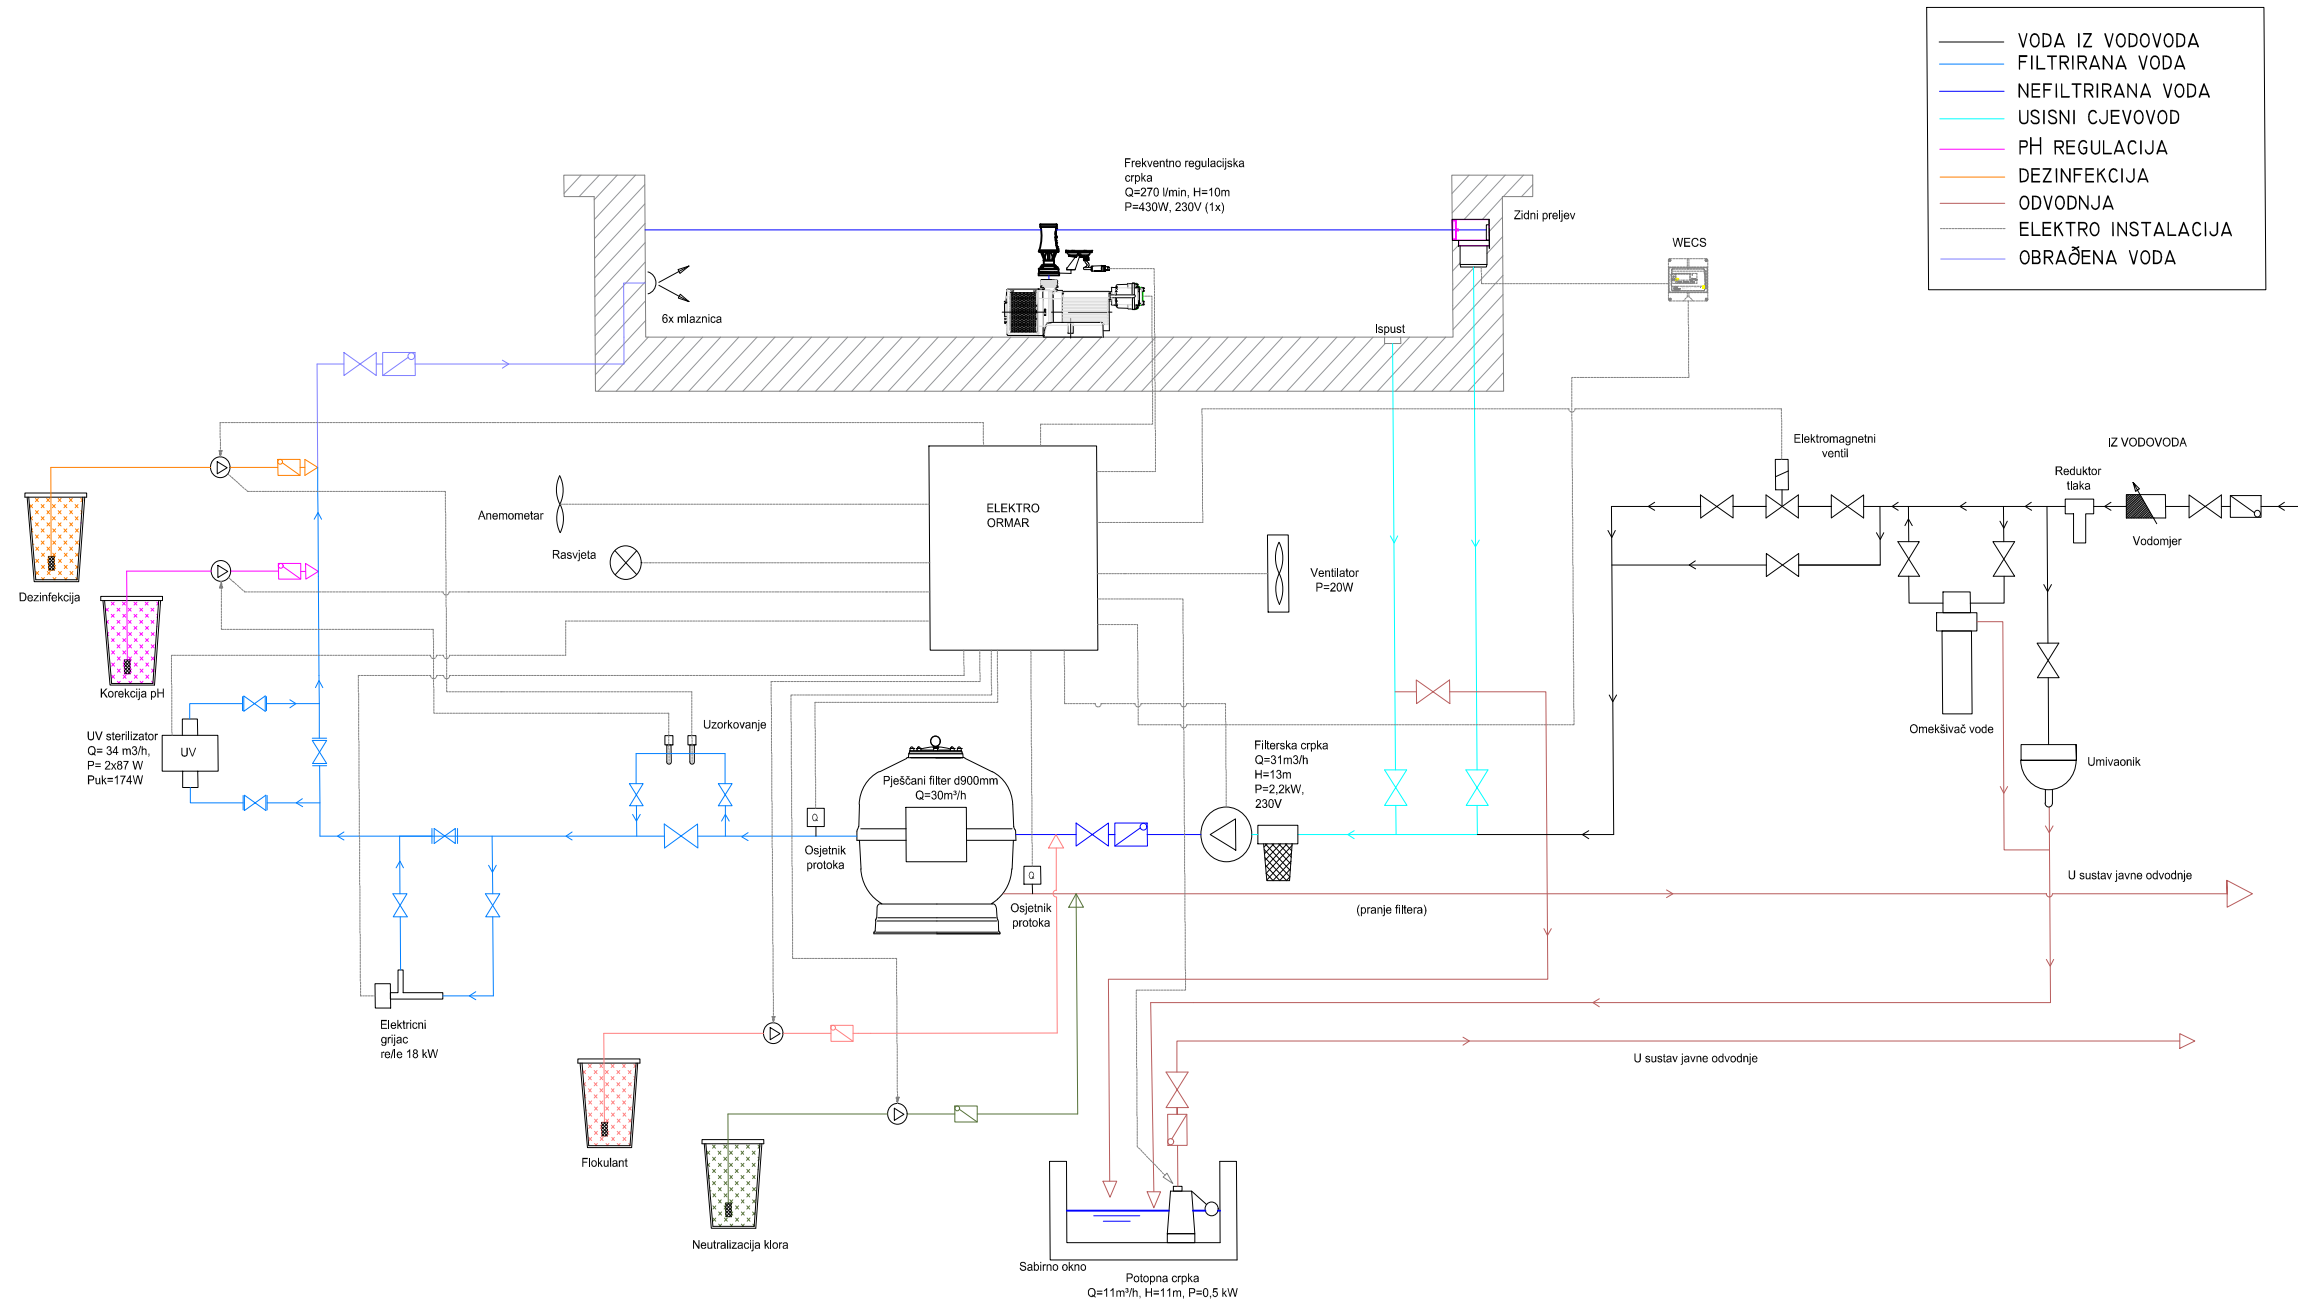 VODA IZ VODOVODA
FILTRIRANA VODA
NEFILTRIRANA VODA
USISNI CJEVOVOD
pH REGULACIJA
DEZINFEKCIJA
ODVODNJA
ELEKTRO INSTALACIJA
OBRAĐENA VODA
Frekventno regulacijska
crpka
Q=270 l/min, H=10m
P=430W, 230V (1x)
Zidni preljev
WECS
6x mlaznica
Ispust
Elektromagnetni
ventil
IZ VODOVODA
Reduktor
tlaka
Vodomjer
ELEKTRO
ORMAR
Anemometar
Rasvjeta
Ventilator
P=20W
Dezinfekcija
Korekcija pH
UV sterilizator
Q= 34 m3/h,
P= 2x87 W
Puk=174W
UV
Uzorkovanje
Pješčani filter d900mm
Q=30m³/h
Filterska crpka
Q=31m3/h
H=13m
P=2,2kW,
230V
Omekšivač vode
Umivaonik
Q
Osjetnik
protoka
Q
Osjetnik
protoka
(pranje filtera)
U sustav javne odvodnje
Elektricni
grijac
re/le 18 kW
U sustav javne odvodnje
Flokulant
Neutralizacija klora
Sabirno okno
Potopna crpka
Q=11m³/h, H=11m, P=0,5 kW